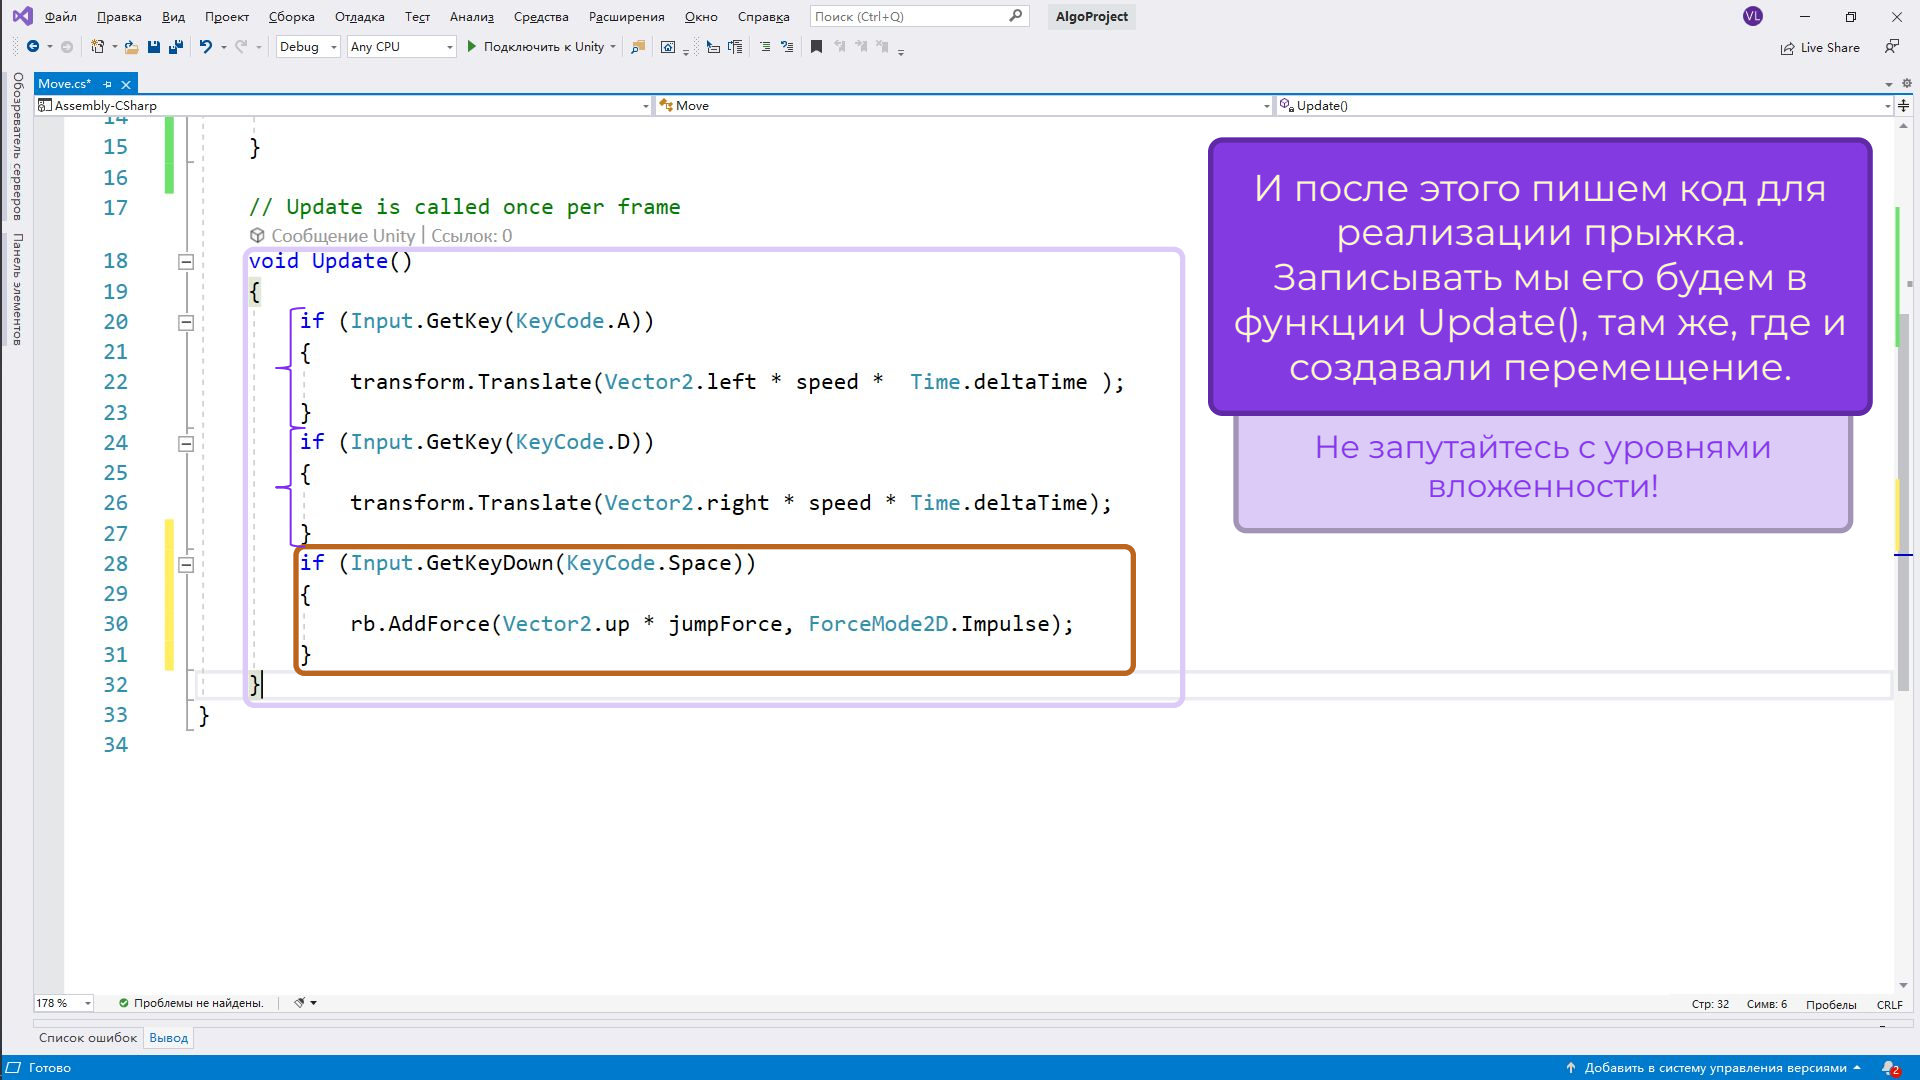 Файл Правка Вид Проект Сборка Отладка Тест Анализ Средства Расширения Окно Справка Поиск (Ctrl+Q) AlgoProject VL
Debug Any CPU Подключить к Unity Live Share
Обозреватель серверов
Панель элементов
Move.cs*
Assembly-CSharp Move Update()
14
15 }
16
17 // Update is called once per frame
Сообщение Unity | Ссылок: 0
18 void Update()
19 {
20 if (Input.GetKey(KeyCode.A))
21 {
22 transform.Translate(Vector2.left * speed *  Time.deltaTime );
23 }
24 if (Input.GetKey(KeyCode.D))
25 {
26 transform.Translate(Vector2.right * speed * Time.deltaTime);
27 }
28 if (Input.GetKeyDown(KeyCode.Space))
29 {
30 rb.AddForce(Vector2.up * jumpForce, ForceMode2D.Impulse);
31 }
32 }
33 }
34
И после этого пишем код для
реализации прыжка.
Записывать мы его будем в
функции Update(), там же, где и
создавали перемещение.
Не запутайтесь с уровнями
вложенности!
178 % Проблемы не найдены. Стр: 32 Симв: 6 Пробелы CRLF
Список ошибок Вывод
Готово Добавить в систему управления версиями 2